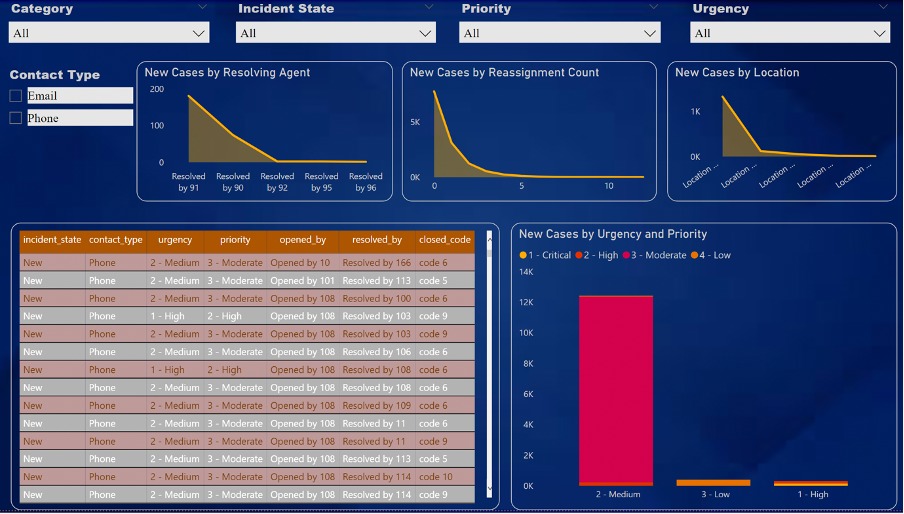 Category Incident State Priority Urgency
All All All All
Contact Type
Email
Phone
New Cases by Resolving Agent
200
100
0
Resolved by 91 Resolved by 90 Resolved by 92 Resolved by 95 Resolved by 96
New Cases by Reassignment Count
5K
0K
0 5 10
New Cases by Location
1K
0K
Location ... Location ... Location ... Location ... Location ...
incident_state contact_type urgency priority opened_by resolved_by closed_code
New Phone 2 - Medium 3 - Moderate Opened by 10 Resolved by 166 code 6
New Phone 2 - Medium 3 - Moderate Opened by 101 Resolved by 113 code 5
New Phone 2 - Medium 3 - Moderate Opened by 108 Resolved by 100 code 6
New Phone 1 - High 2 - High Opened by 108 Resolved by 103 code 9
New Phone 2 - Medium 3 - Moderate Opened by 108 Resolved by 103 code 9
New Phone 2 - Medium 3 - Moderate Opened by 108 Resolved by 106 code 6
New Phone 1 - High 2 - High Opened by 108 Resolved by 108 code 6
New Phone 2 - Medium 3 - Moderate Opened by 108 Resolved by 108 code 6
New Phone 2 - Medium 3 - Moderate Opened by 108 Resolved by 109 code 6
New Phone 2 - Medium 3 - Moderate Opened by 108 Resolved by 11 code 6
New Phone 2 - Medium 3 - Moderate Opened by 108 Resolved by 11 code 9
New Phone 2 - Medium 3 - Moderate Opened by 108 Resolved by 113 code 5
New Phone 2 - Medium 3 - Moderate Opened by 108 Resolved by 114 code 10
New Phone 2 - Medium 3 - Moderate Opened by 108 Resolved by 114 code 9
New Cases by Urgency and Priority
1 - Critical 2 - High 3 - Moderate 4 - Low
14K
12K
10K
8K
6K
4K
2K
0K
2 - Medium 3 - Low 1 - High